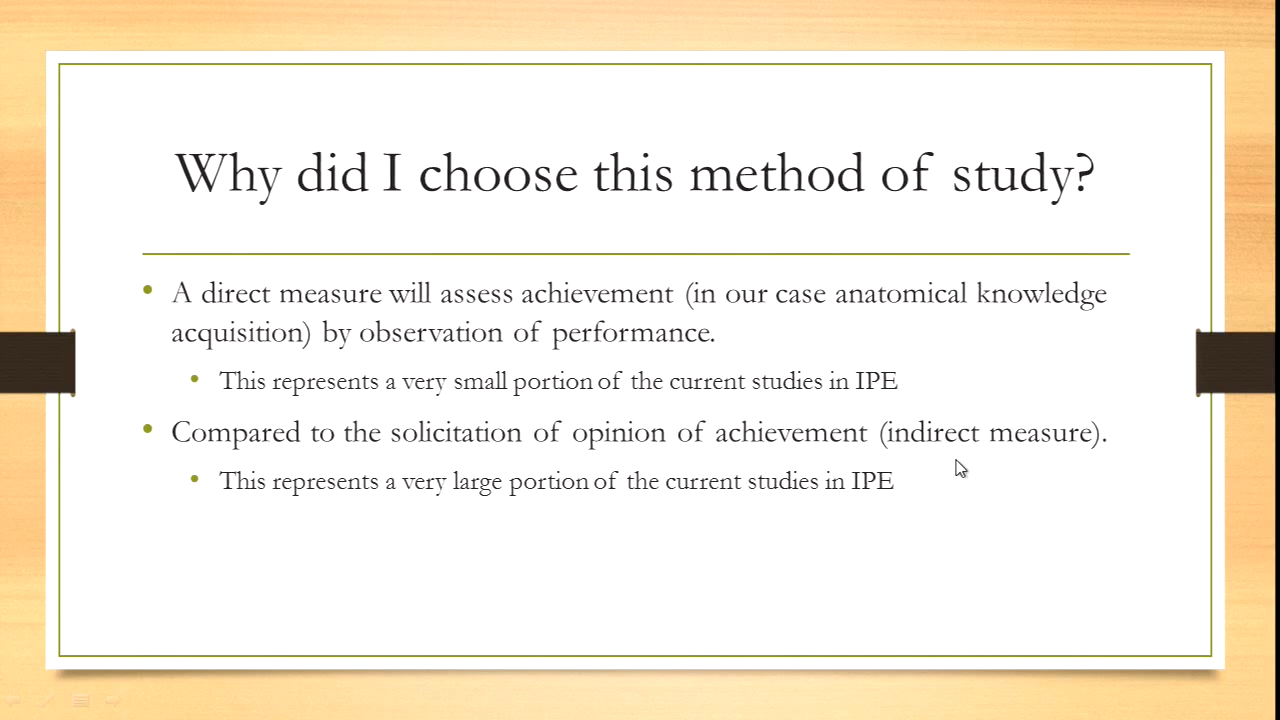 Why did I choose this method of study?
• A direct measure will assess achievement (in our case anatomical knowledge
acquisition) by observation of performance.
• This represents a very small portion of the current studies in IPE
• Compared to the solicitation of opinion of achievement (indirect measure).
• This represents a very large portion of the current studies in IPE